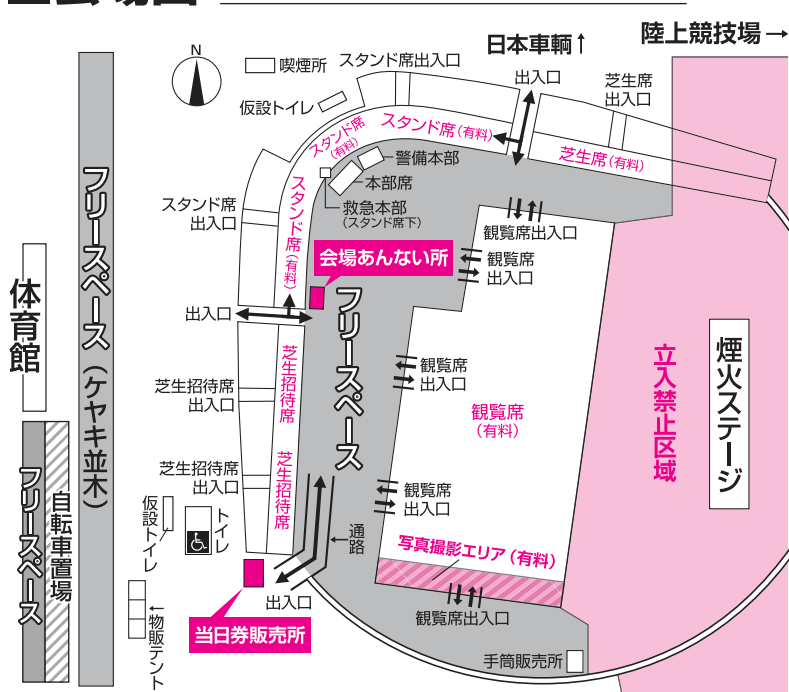 会場図
N
喫煙所
スタンド席出入口
日本車輌↑
陸上競技場→
仮設トイレ
出入口
芝生席
出入口
スタンド席
(有料)
スタンド席(有料)
芝生席(有料)
警備本部
本部席
救急本部
(スタンド席下)
スタンド席
出入口
スタンド席(有料)
観覧席出入口
会場あんない所
観覧席
出入口
フリースペース(ケヤキ並木)
体育館
出入口
フリースペース
芝生招待席
観覧席
出入口
芝生招待席
出入口
観覧席
(有料)
立入禁止区域
煙火ステージ
芝生招待席
芝生招待席
出入口
観覧席
出入口
フリースペース
自転車置場
仮設トイレ
トイレ
←通路
写真撮影エリア(有料)
出入口
観覧席出入口
当日券販売所
←物販テント
手筒販売所